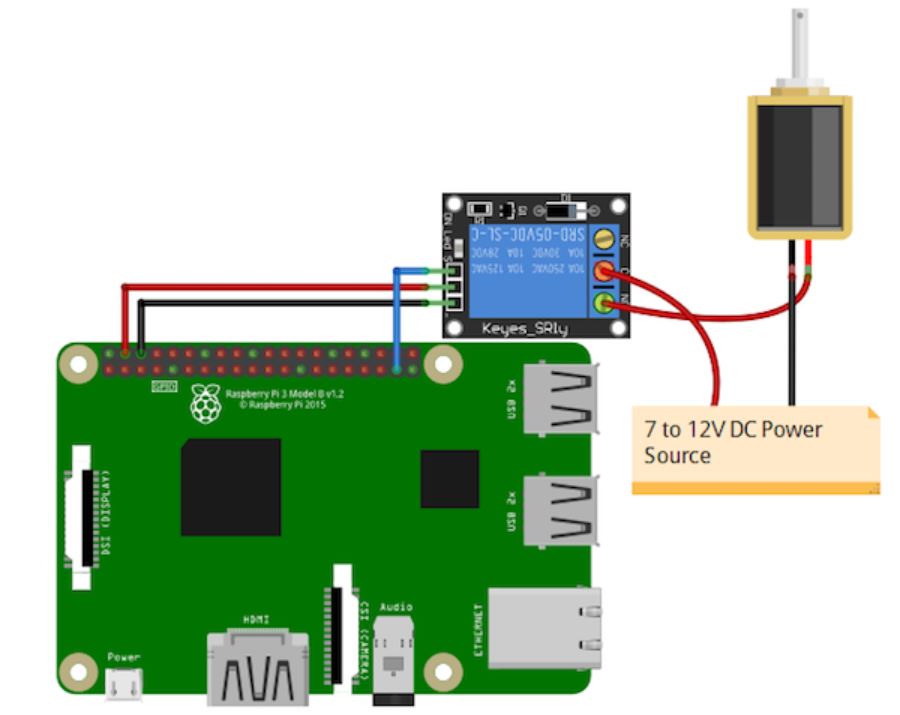 NC
SRD-05VDC-SL-C
10A 30VDC 10A 28VDC
10A 250VAC 10A 125VAC
Keyes_SRly
7 to 12V DC Power
Source
GPIO
Raspberry Pi 3 Model B v1.2
© Raspberry Pi 2015
USB 2x
USB 2x
DSI (DISPLAY)
CSI (CAMERA)
Audio
HDMI
ETHERNET
Power